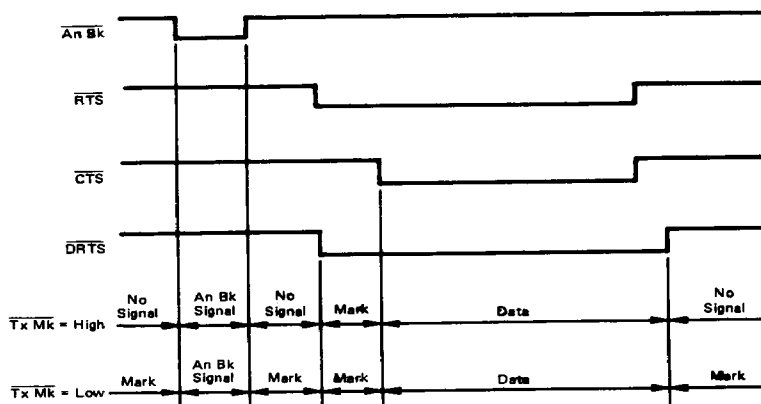 An Bk
RTS
CTS
DRTS
No Signal An Bk Signal No Signal Mark Data No Signal
Tx Mk = High
An Bk Signal
Tx Mk = Low Mark Mark Mark Data Mark